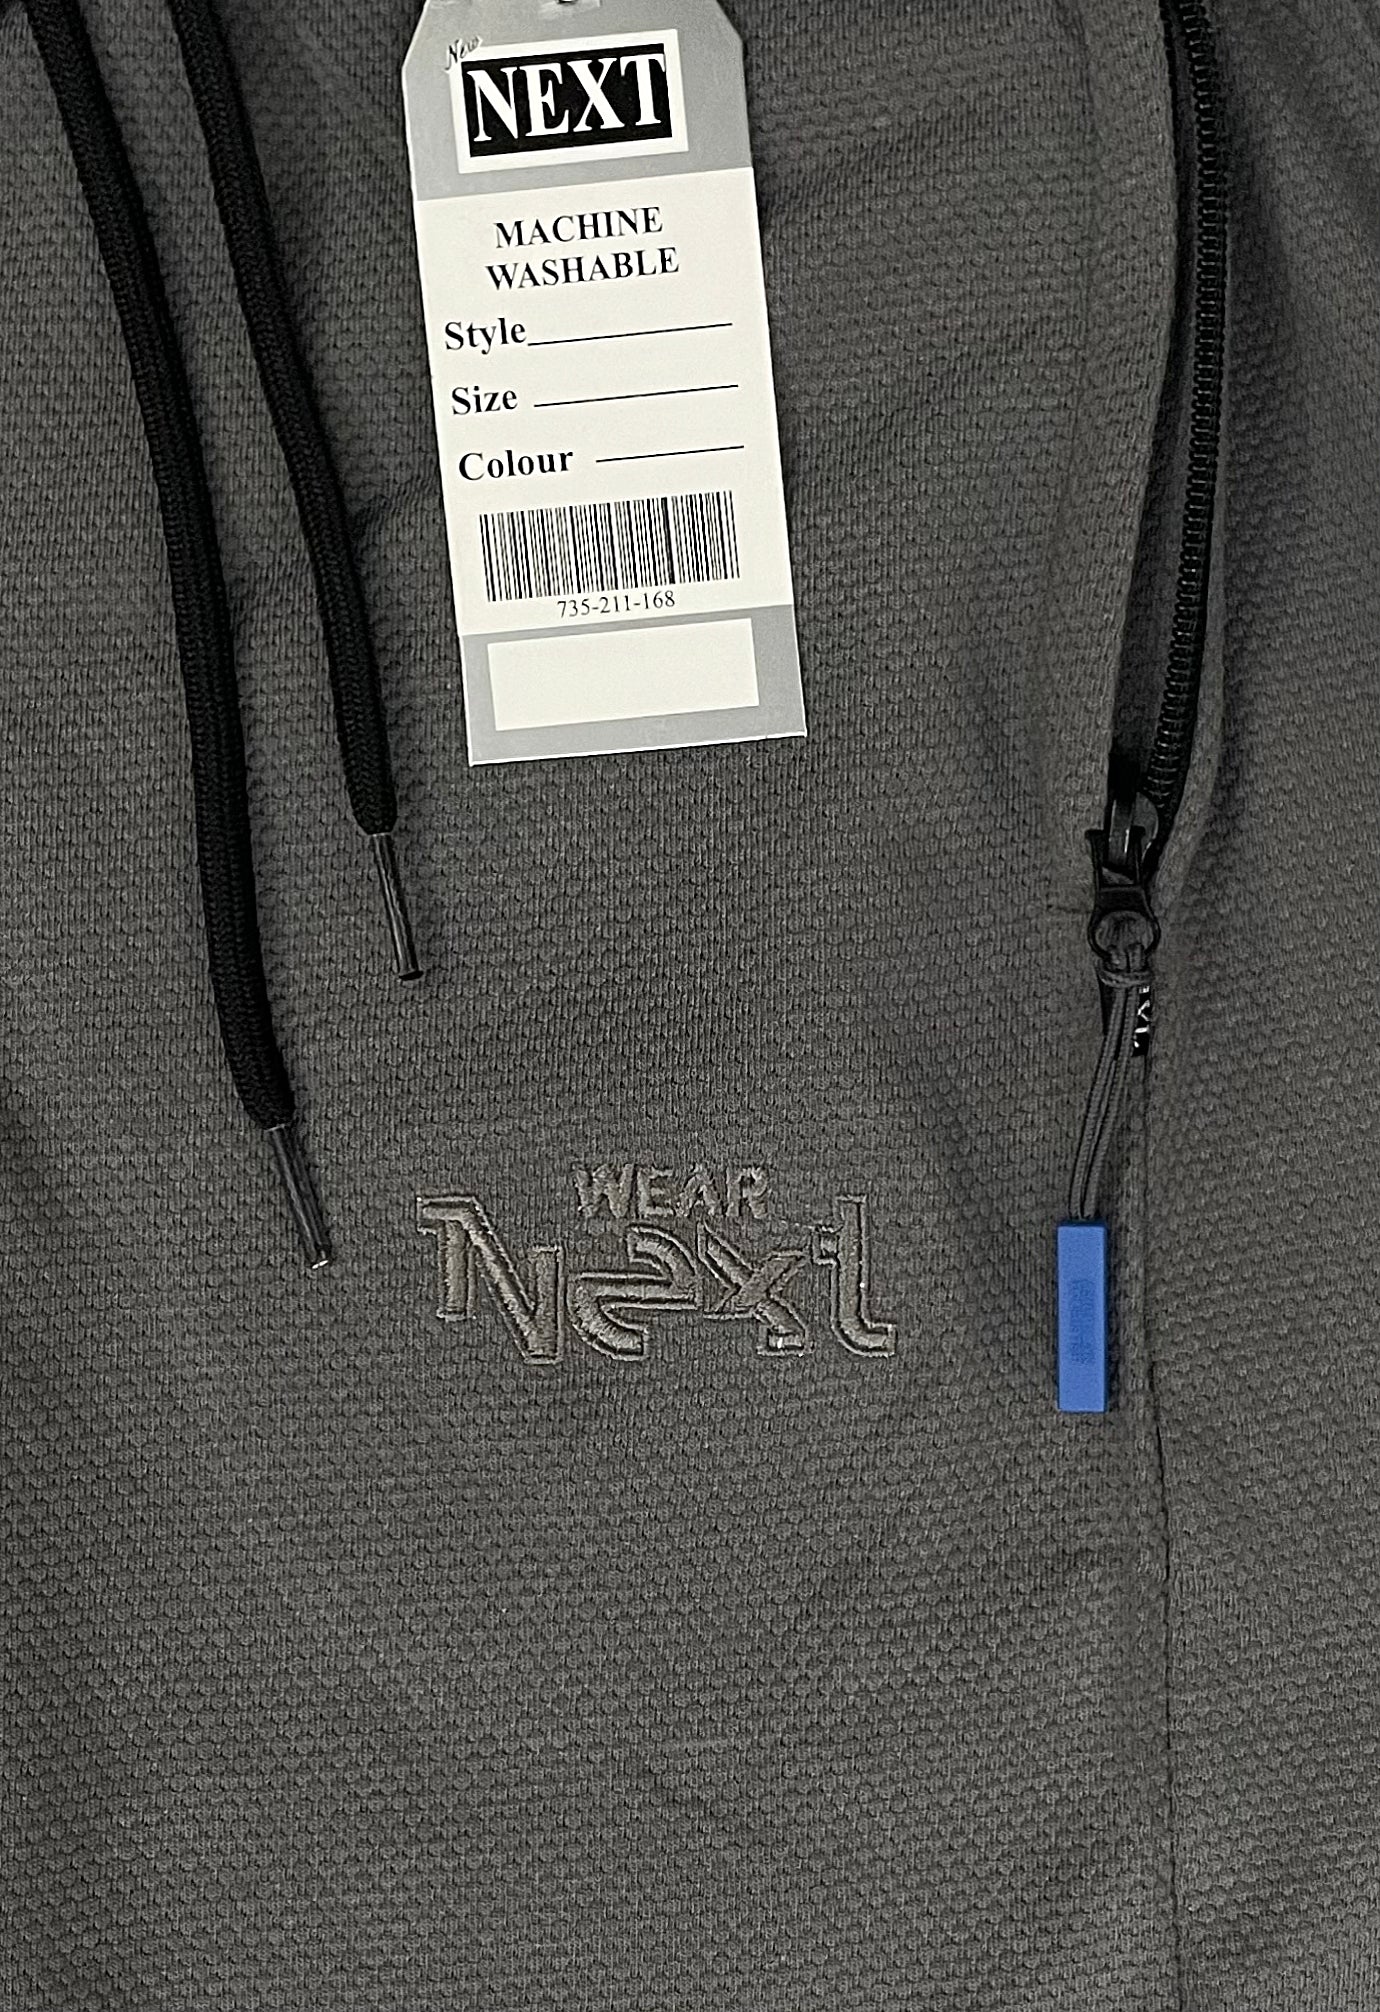 New
NEXT
MACHINE
WASHABLE
Style
Size
Colour
735-211-168
WEAR
Next